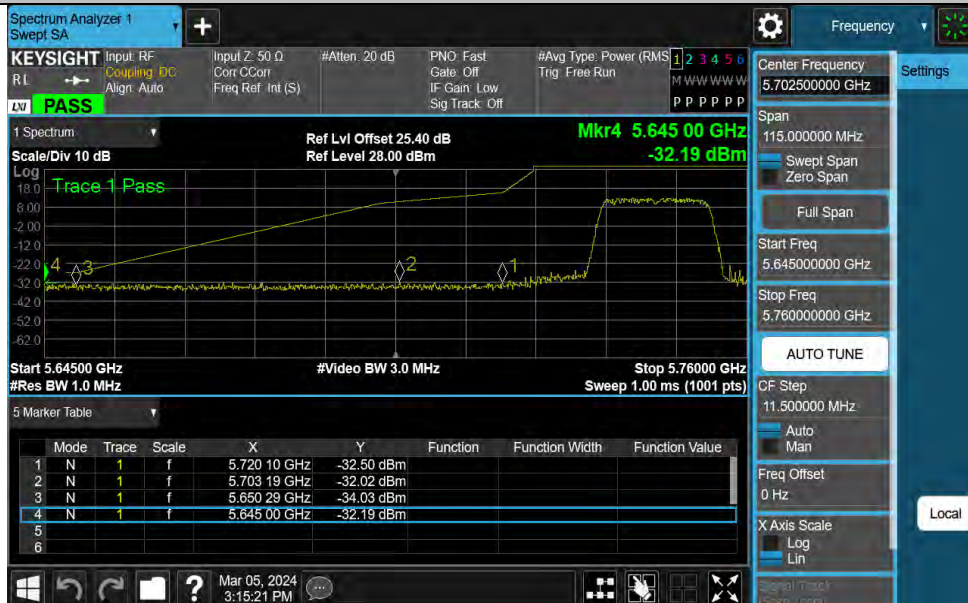 Spectrum Analyzer 1
Swept SA
Frequency
KEYSIGHT
RL
LXI
PASS
Input: RF
Coupling: DC
Align: Auto
Input Z: 50 Ω
Corr CCorr
Freq Ref: Int (S)
#Atten: 20 dB
PNO: Fast
Gate: Off
IF Gain: Low
Sig Track: Off
#Avg Type: Power (RMS
Trig: Free Run
1 2 3 4 5 6
M W W W W W
P P P P P P
1 Spectrum
Scale/Div 10 dB
Ref Lvl Offset 25.40 dB
Ref Level 28.00 dBm
Mkr4 5.645 00 GHz
-32.19 dBm
Log
Trace 1 Pass
18.0
8.00
-2.00
-12.0
-22.0
-32.0
-42.0
-52.0
-62.0
4
3
2
1
Start 5.64500 GHz
#Video BW 3.0 MHz
Stop 5.76000 GHz
#Res BW 1.0 MHz
Sweep 1.00 ms (1001 pts)
5 Marker Table
Mode Trace Scale X Y Function Function Width Function Value
1 N 1 f 5.720 10 GHz -32.50 dBm
2 N 1 f 5.703 19 GHz -32.02 dBm
3 N 1 f 5.650 29 GHz -34.03 dBm
4 N 1 f 5.645 00 GHz -32.19 dBm
5
6
?
Mar 05, 2024
3:15:21 PM
Center Frequency
5.702500000 GHz
Span
115.000000 MHz
Swept Span
Zero Span
Full Span
Start Freq
5.645000000 GHz
Stop Freq
5.760000000 GHz
AUTO TUNE
CF Step
11.500000 MHz
Auto
Man
Freq Offset
0 Hz
X Axis Scale
Log
Lin
Signal Track
Settings
Local